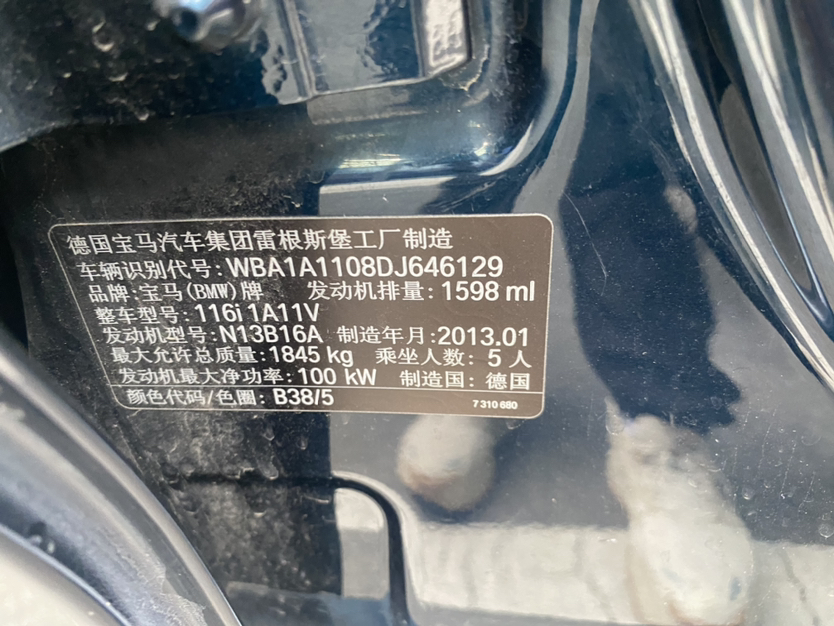 德国宝马汽车集团雷根斯堡工厂制造
车辆识别代号:WBA1A1108DJ646129
品牌:宝马(BMW)牌 发动机排量:1598 ml
整车型号:116i 1A11V
发动机型号:N13B16A 制造年月:2013.01
最大允许总质量:1845 kg 乘坐人数:5 人
发动机最大净功率:100 kW 制造国:德国
颜色代码/色圈:B38/5
7 310 680